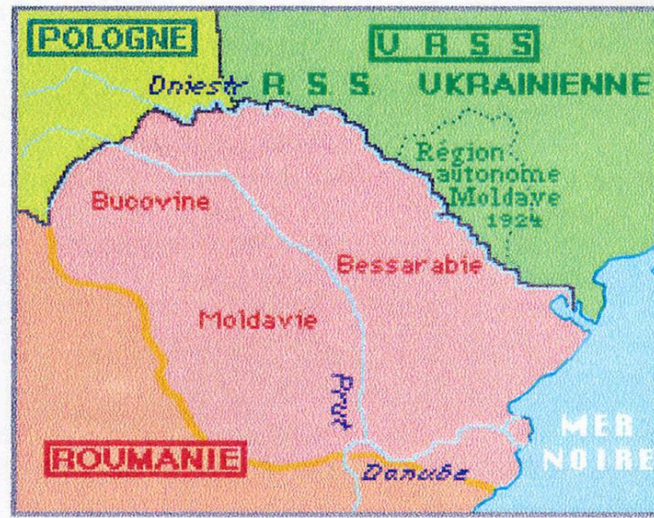 POLOGNE
U R S S
Dniestr
R. S. S. UKRAINIENNE
Région
autonome
Moldave
1924
Bucovine
Bessarabie
Moldavie
Prut
MER
NOIRE
ROUMANIE
Danube